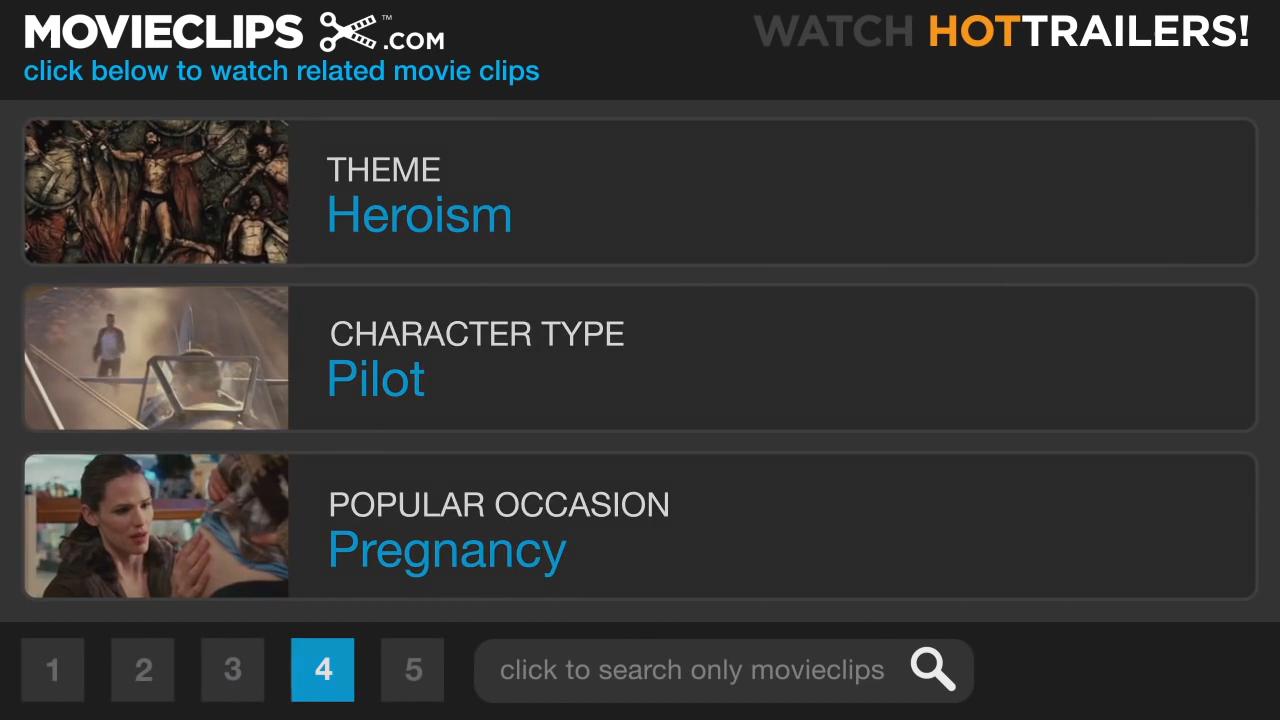 MOVIECLIPS ™ .COM
WATCH HOTTRAILERS!
click below to watch related movie clips
THEME
Heroism
CHARACTER TYPE
Pilot
POPULAR OCCASION
Pregnancy
1 2 3 4 5 click to search only movieclips